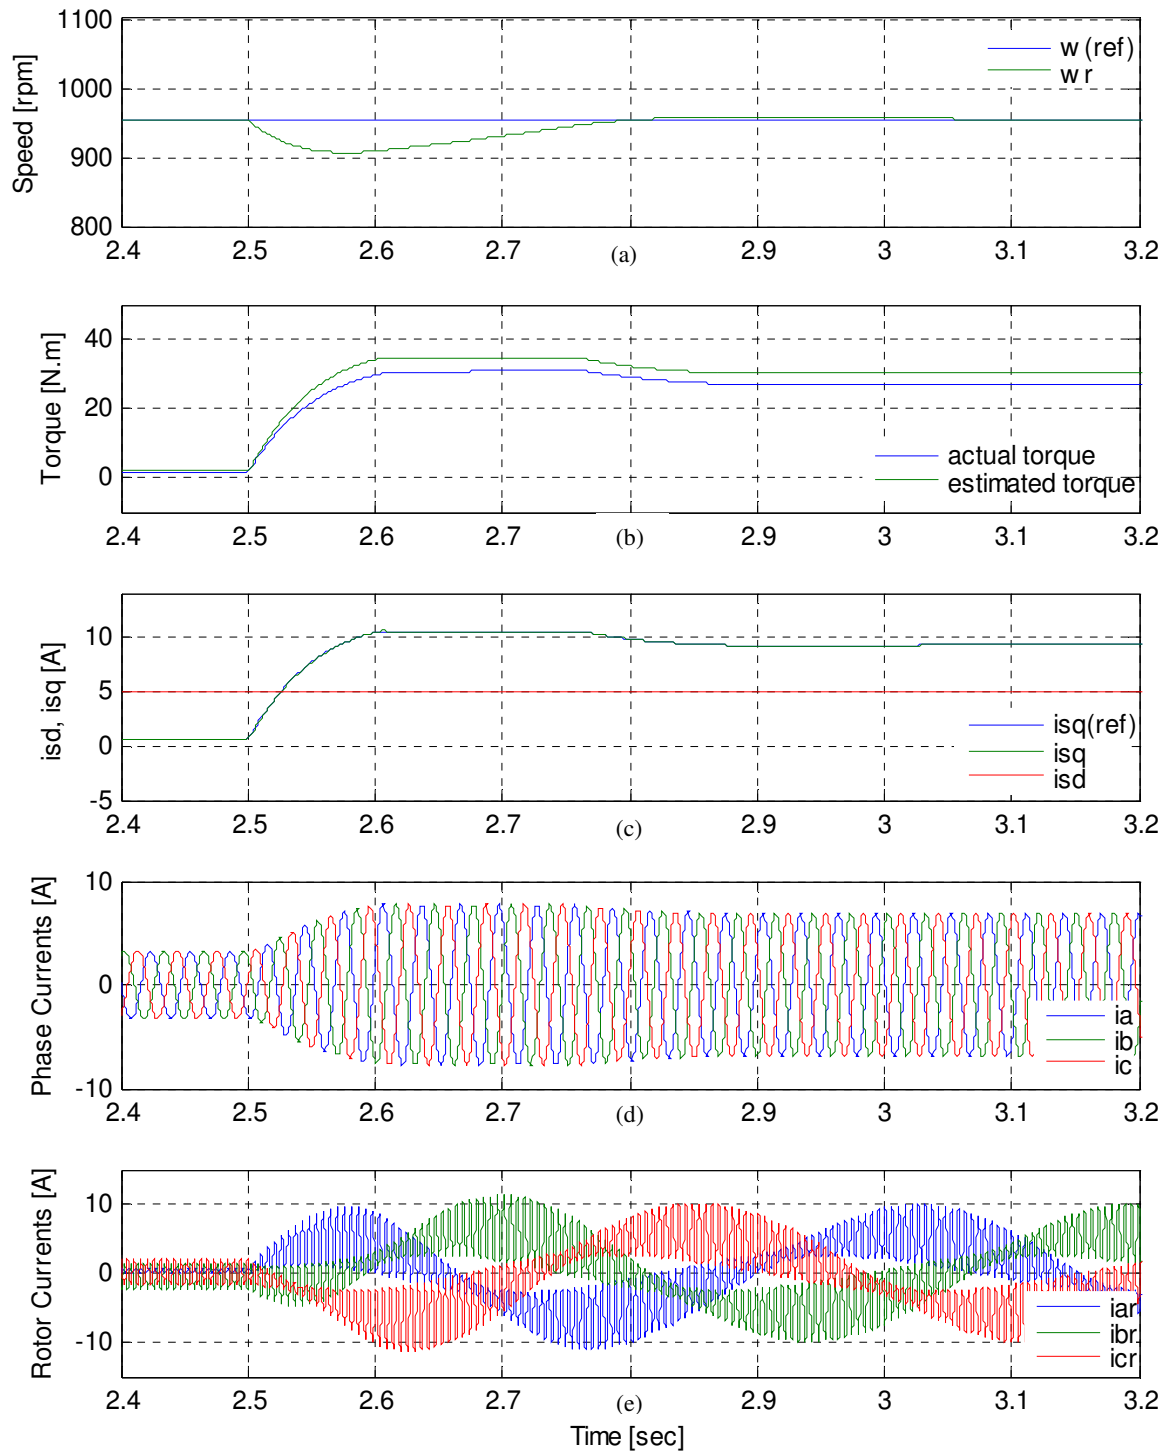 1100
1000
900
800
Speed [rpm]
w (ref)
w r
2.4 2.5 2.6 2.7 (a) 2.9 3 3.1 3.2
40
20
0
Torque [N.m]
actual torque
estimated torque
2.4 2.5 2.6 2.7 (b) 2.9 3 3.1 3.2
10
5
0
-5
isd, isq [A]
isq(ref)
isq
isd
2.4 2.5 2.6 2.7 (c) 2.9 3 3.1 3.2
10
0
-10
Phase Currents [A]
ia
ib
ic
2.4 2.5 2.6 2.7 (d) 2.9 3 3.1 3.2
10
0
-10
Rotor Currents [A]
iar
ibr
icr
2.4 2.5 2.6 2.7 (e) 2.9 3 3.1 3.2
Time [sec]